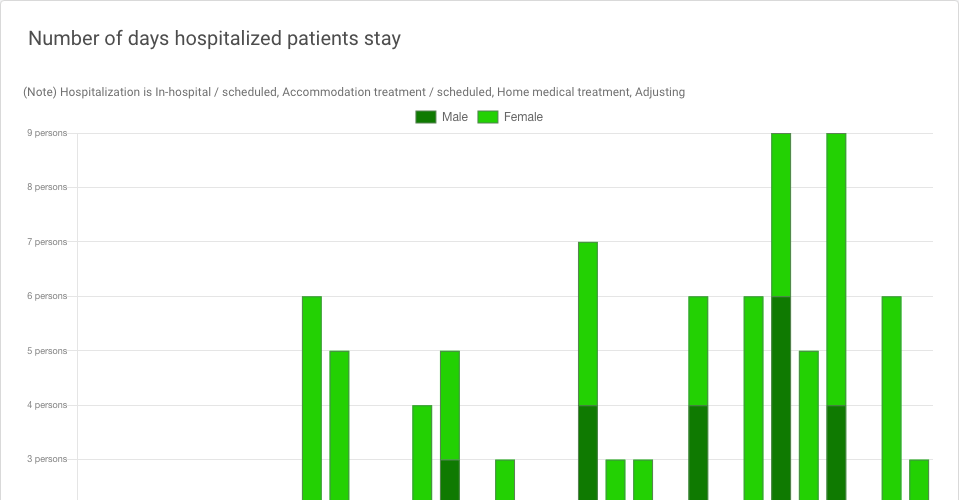 Number of days hospitalized patients stay
(Note) Hospitalization is In-hospital / scheduled, Accommodation treatment / scheduled, Home medical treatment, Adjusting
Male Female
9 persons
8 persons
7 persons
6 persons
5 persons
4 persons
3 persons